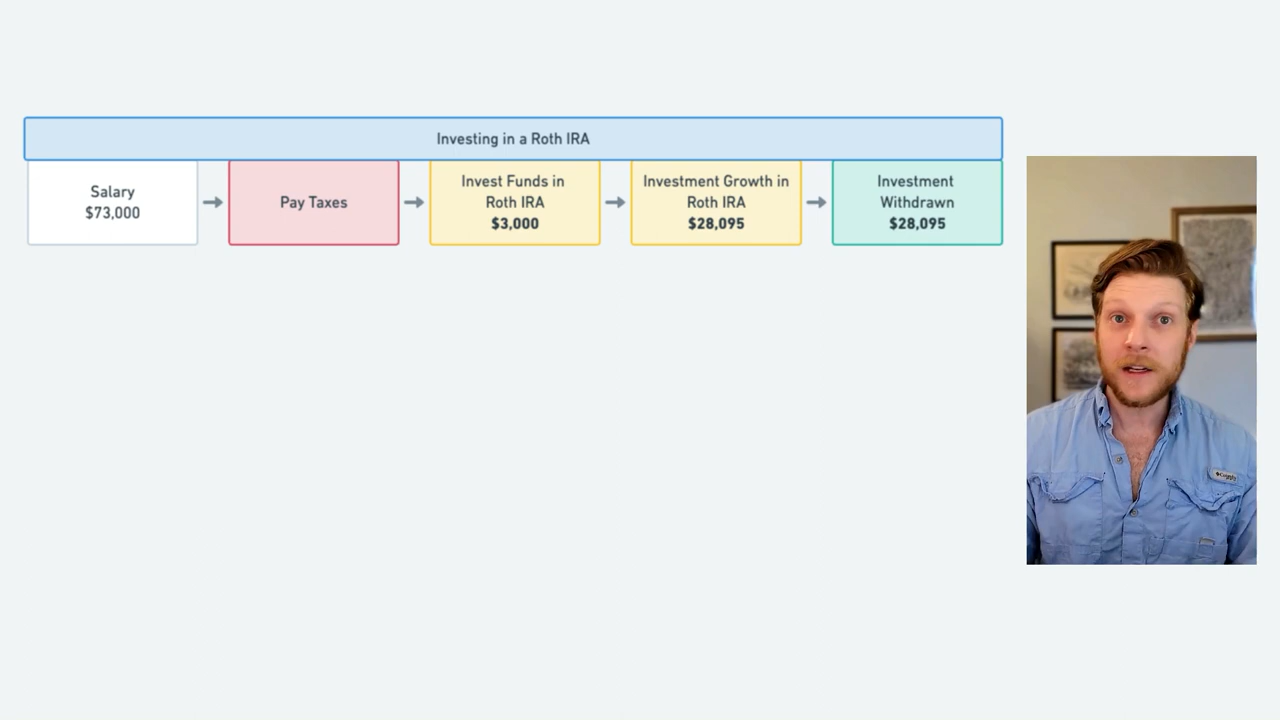 Investing in a Roth IRA
Salary
$73,000
Pay Taxes
Invest Funds in
Roth IRA
$3,000
Investment Growth in
Roth IRA
$28,095
Investment
Withdrawn
$28,095
Columbia